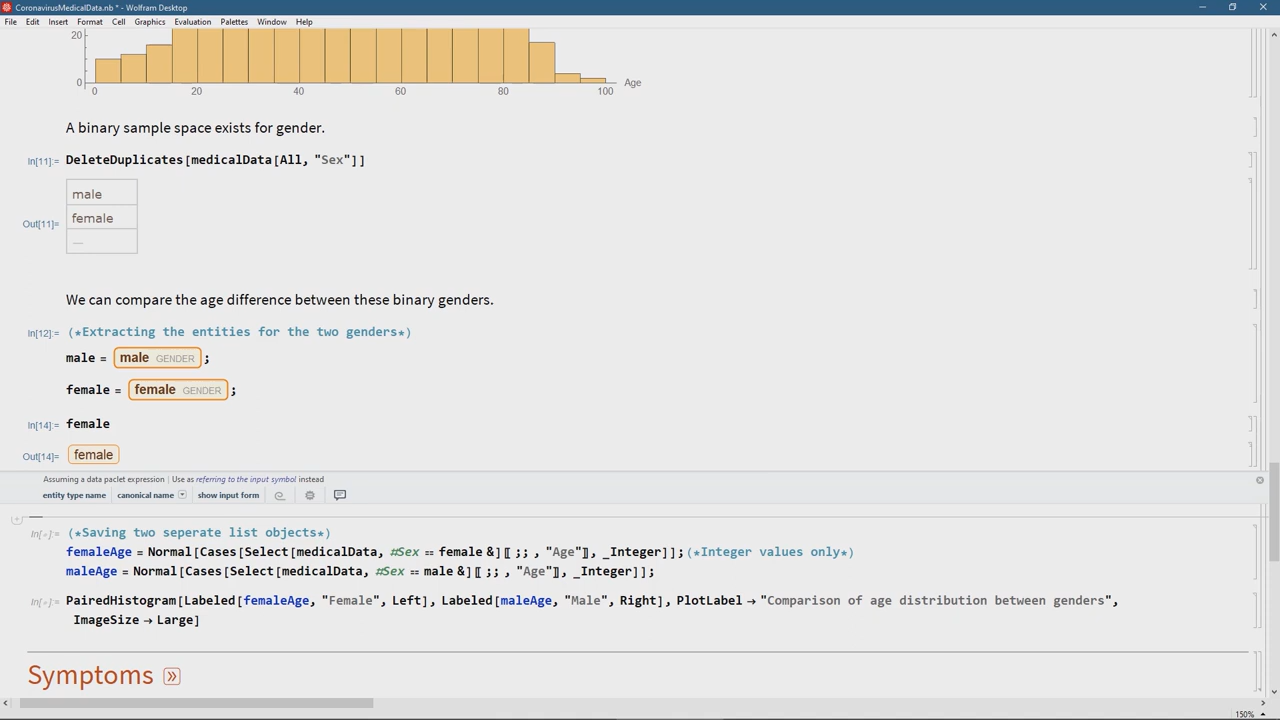 CoronavirusMedicalData.nb * - Wolfram Desktop
File Edit Insert Format Cell Graphics Evaluation Palettes Window Help
20
0
0 20 40 60 80 100 Age
A binary sample space exists for gender.
In[11]:= DeleteDuplicates[medicalData[All, "Sex"]]
male
Out[11]= female
—
We can compare the age difference between these binary genders.
In[12]:= (*Extracting the entities for the two genders*)
male = male GENDER ;
female = female GENDER ;
In[14]:= female
Out[14]= female
Assuming a data paclet expression | Use as referring to the input symbol instead
entity type name canonical name show input form
In[•]:= (*Saving two seperate list objects*)
femaleAge = Normal[Cases[Select[medicalData, #Sex == female &]⟦ ;; , "Age"⟧, _Integer]];(*Integer values only*)
maleAge = Normal[Cases[Select[medicalData, #Sex == male &]⟦ ;; , "Age"⟧, _Integer]];
In[•]:= PairedHistogram[Labeled[femaleAge, "Female", Left], Labeled[maleAge, "Male", Right], PlotLabel → "Comparison of age distribution between genders",
ImageSize → Large]
Symptoms »
150%